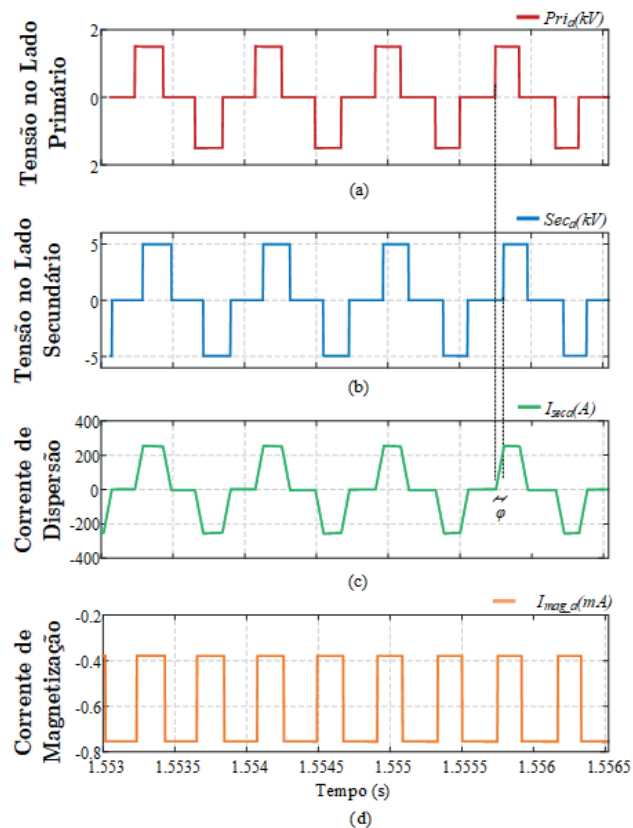 Pri_a(kV)
Tensão no Lado
Primário
2
0
2
(a)
Sec_a(kV)
Tensão no Lado
Secundário
5
0
-5
(b)
I_seca(A)
Corrente de
Dispersão
400
200
0
-200
-400
φ
(c)
I_mag_a(mA)
Corrente de
Magnetização
-0.2
-0.4
-0.6
-0.8
1.553 1.5535 1.554 1.5545 1.555 1.5555 1.556 1.5565
Tempo (s)
(d)